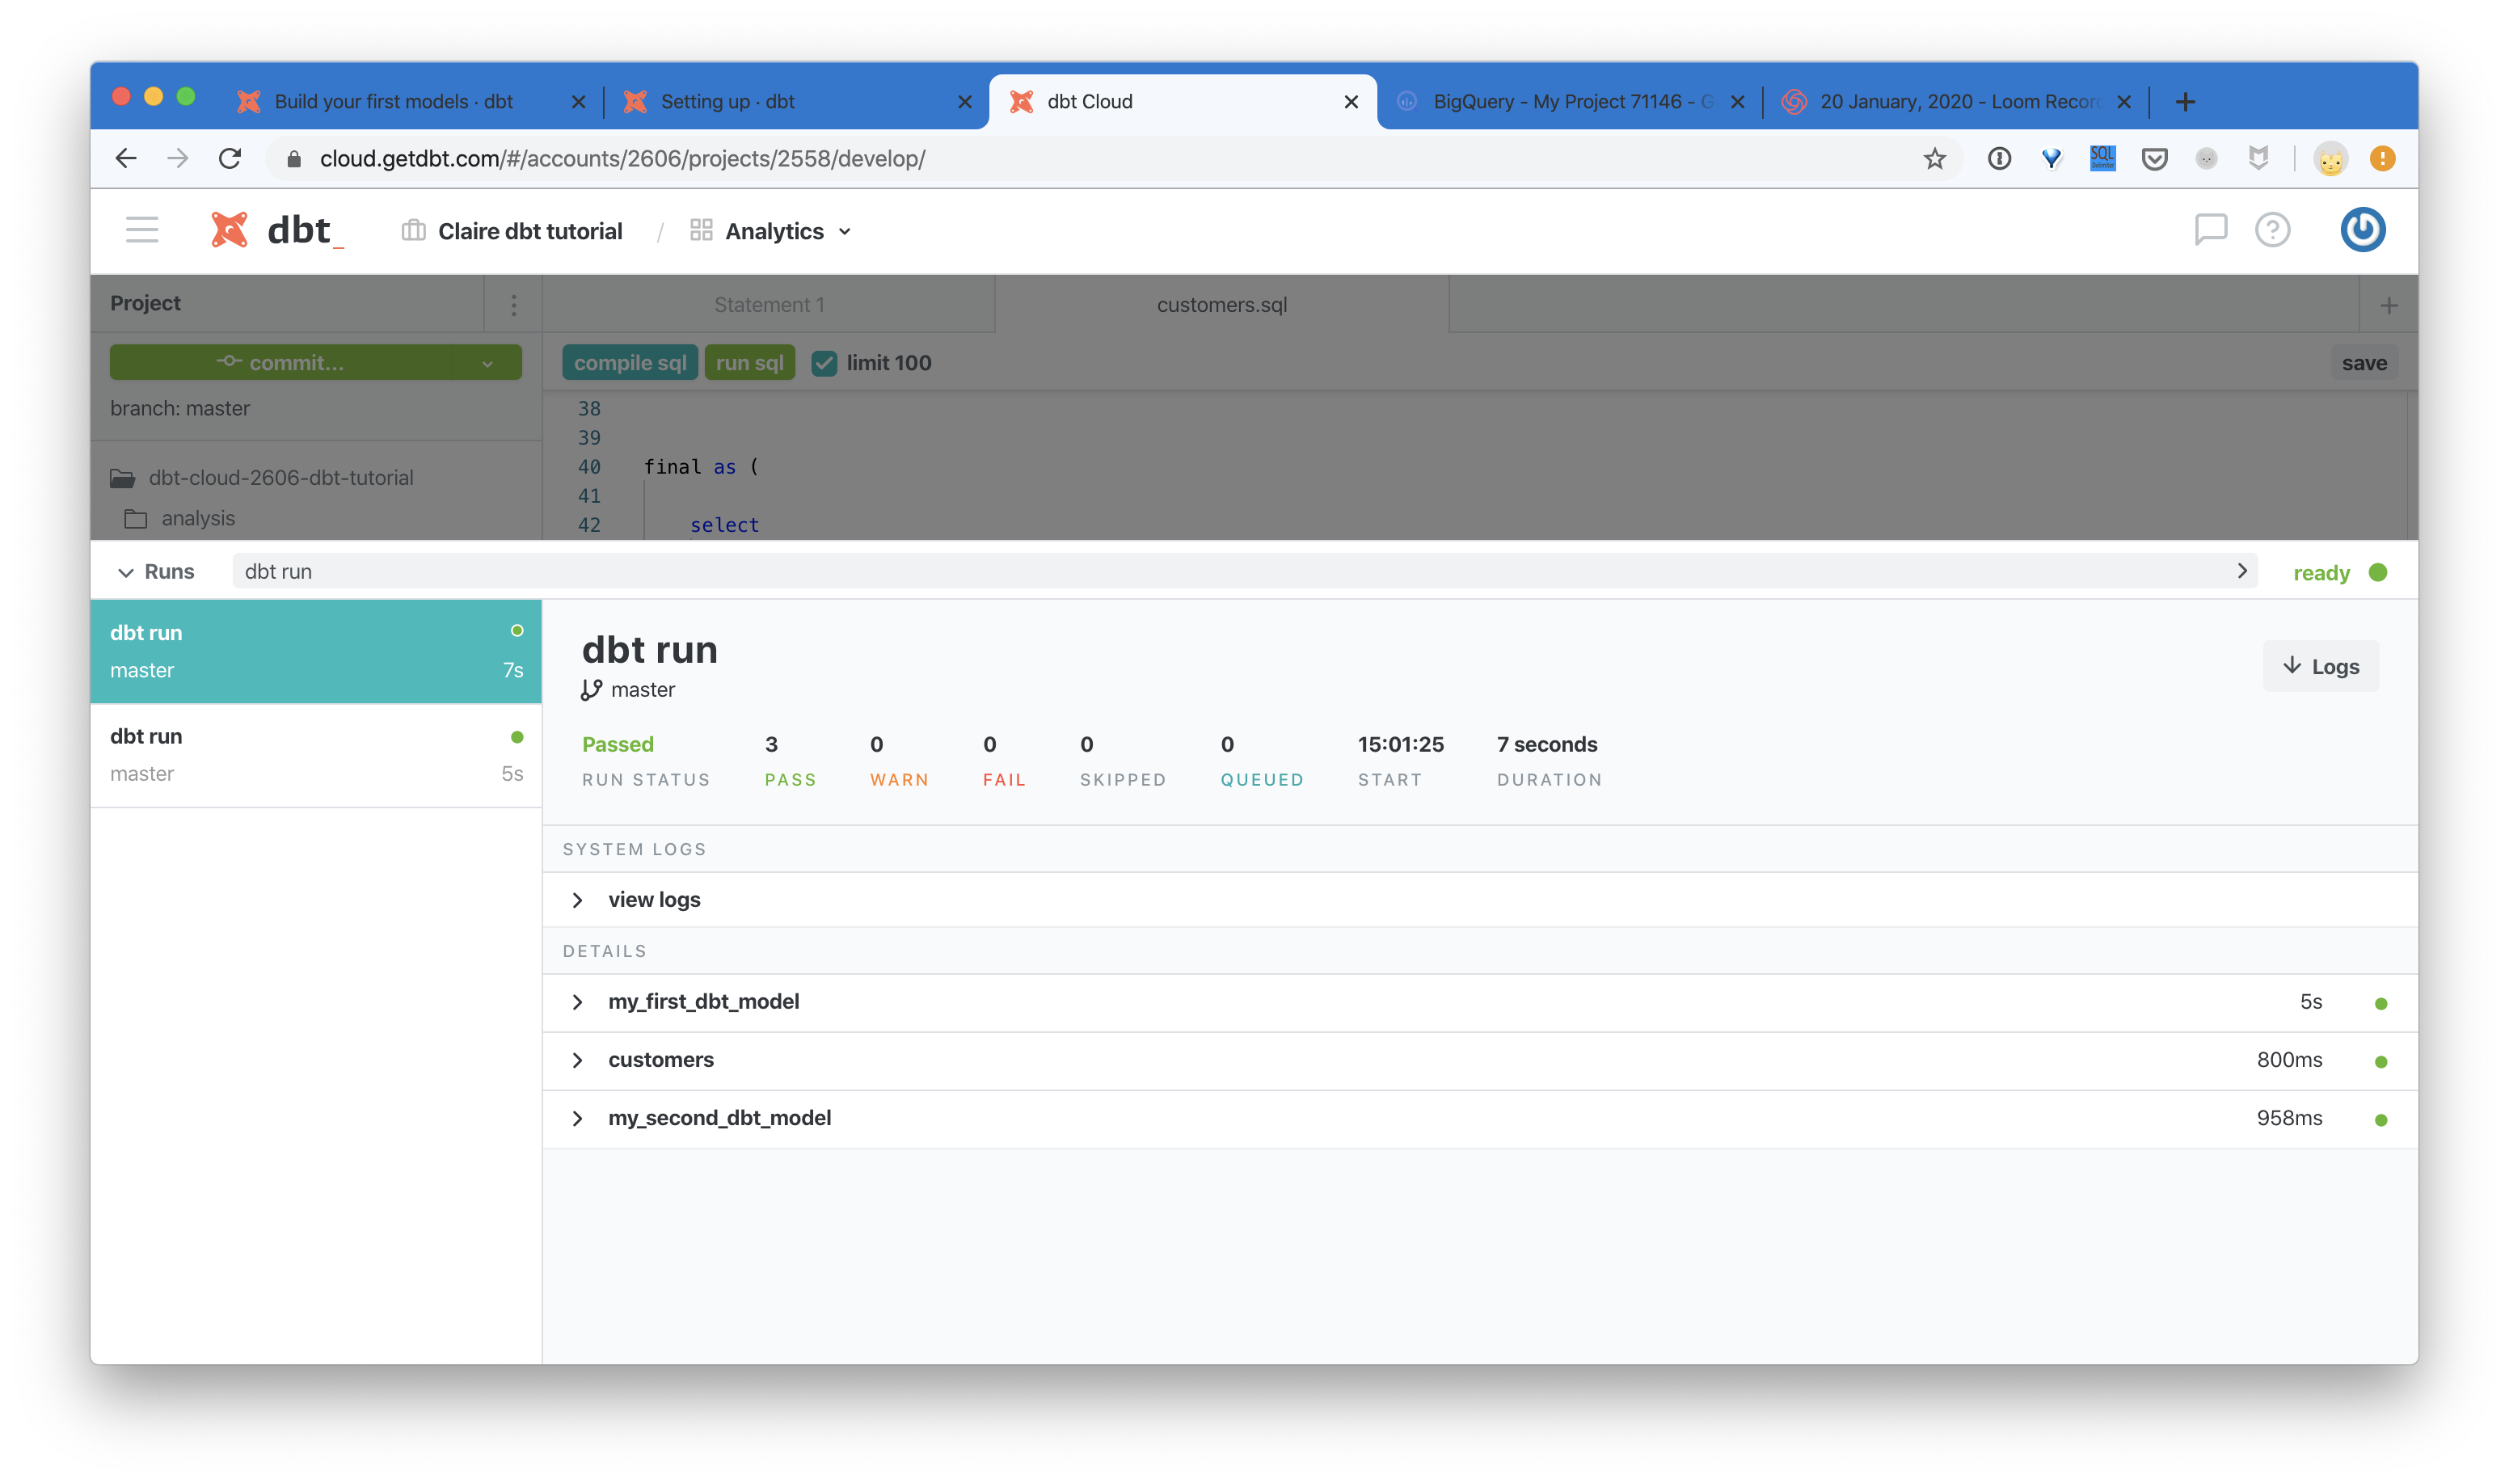 Build your first models · dbt
Setting up · dbt
dbt Cloud
BigQuery - My Project 71146 - G
20 January, 2020 - Loom Recor
cloud.getdbt.com/#/accounts/2606/projects/2558/develop/
SQL
dbt_
Claire dbt tutorial / Analytics
Project
Statement 1
customers.sql
commit...
compile sql
run sql
limit 100
save
branch: master
38
39
40 final as (
41
42 select
dbt-cloud-2606-dbt-tutorial
analysis
Runs
dbt run
ready
dbt run
master 7s
dbt run
master 5s
dbt run
master
Logs
Passed 3 0 0 0 0 15:01:25 7 seconds
RUN STATUS PASS WARN FAIL SKIPPED QUEUED START DURATION
SYSTEM LOGS
view logs
DETAILS
my_first_dbt_model 5s
customers 800ms
my_second_dbt_model 958ms